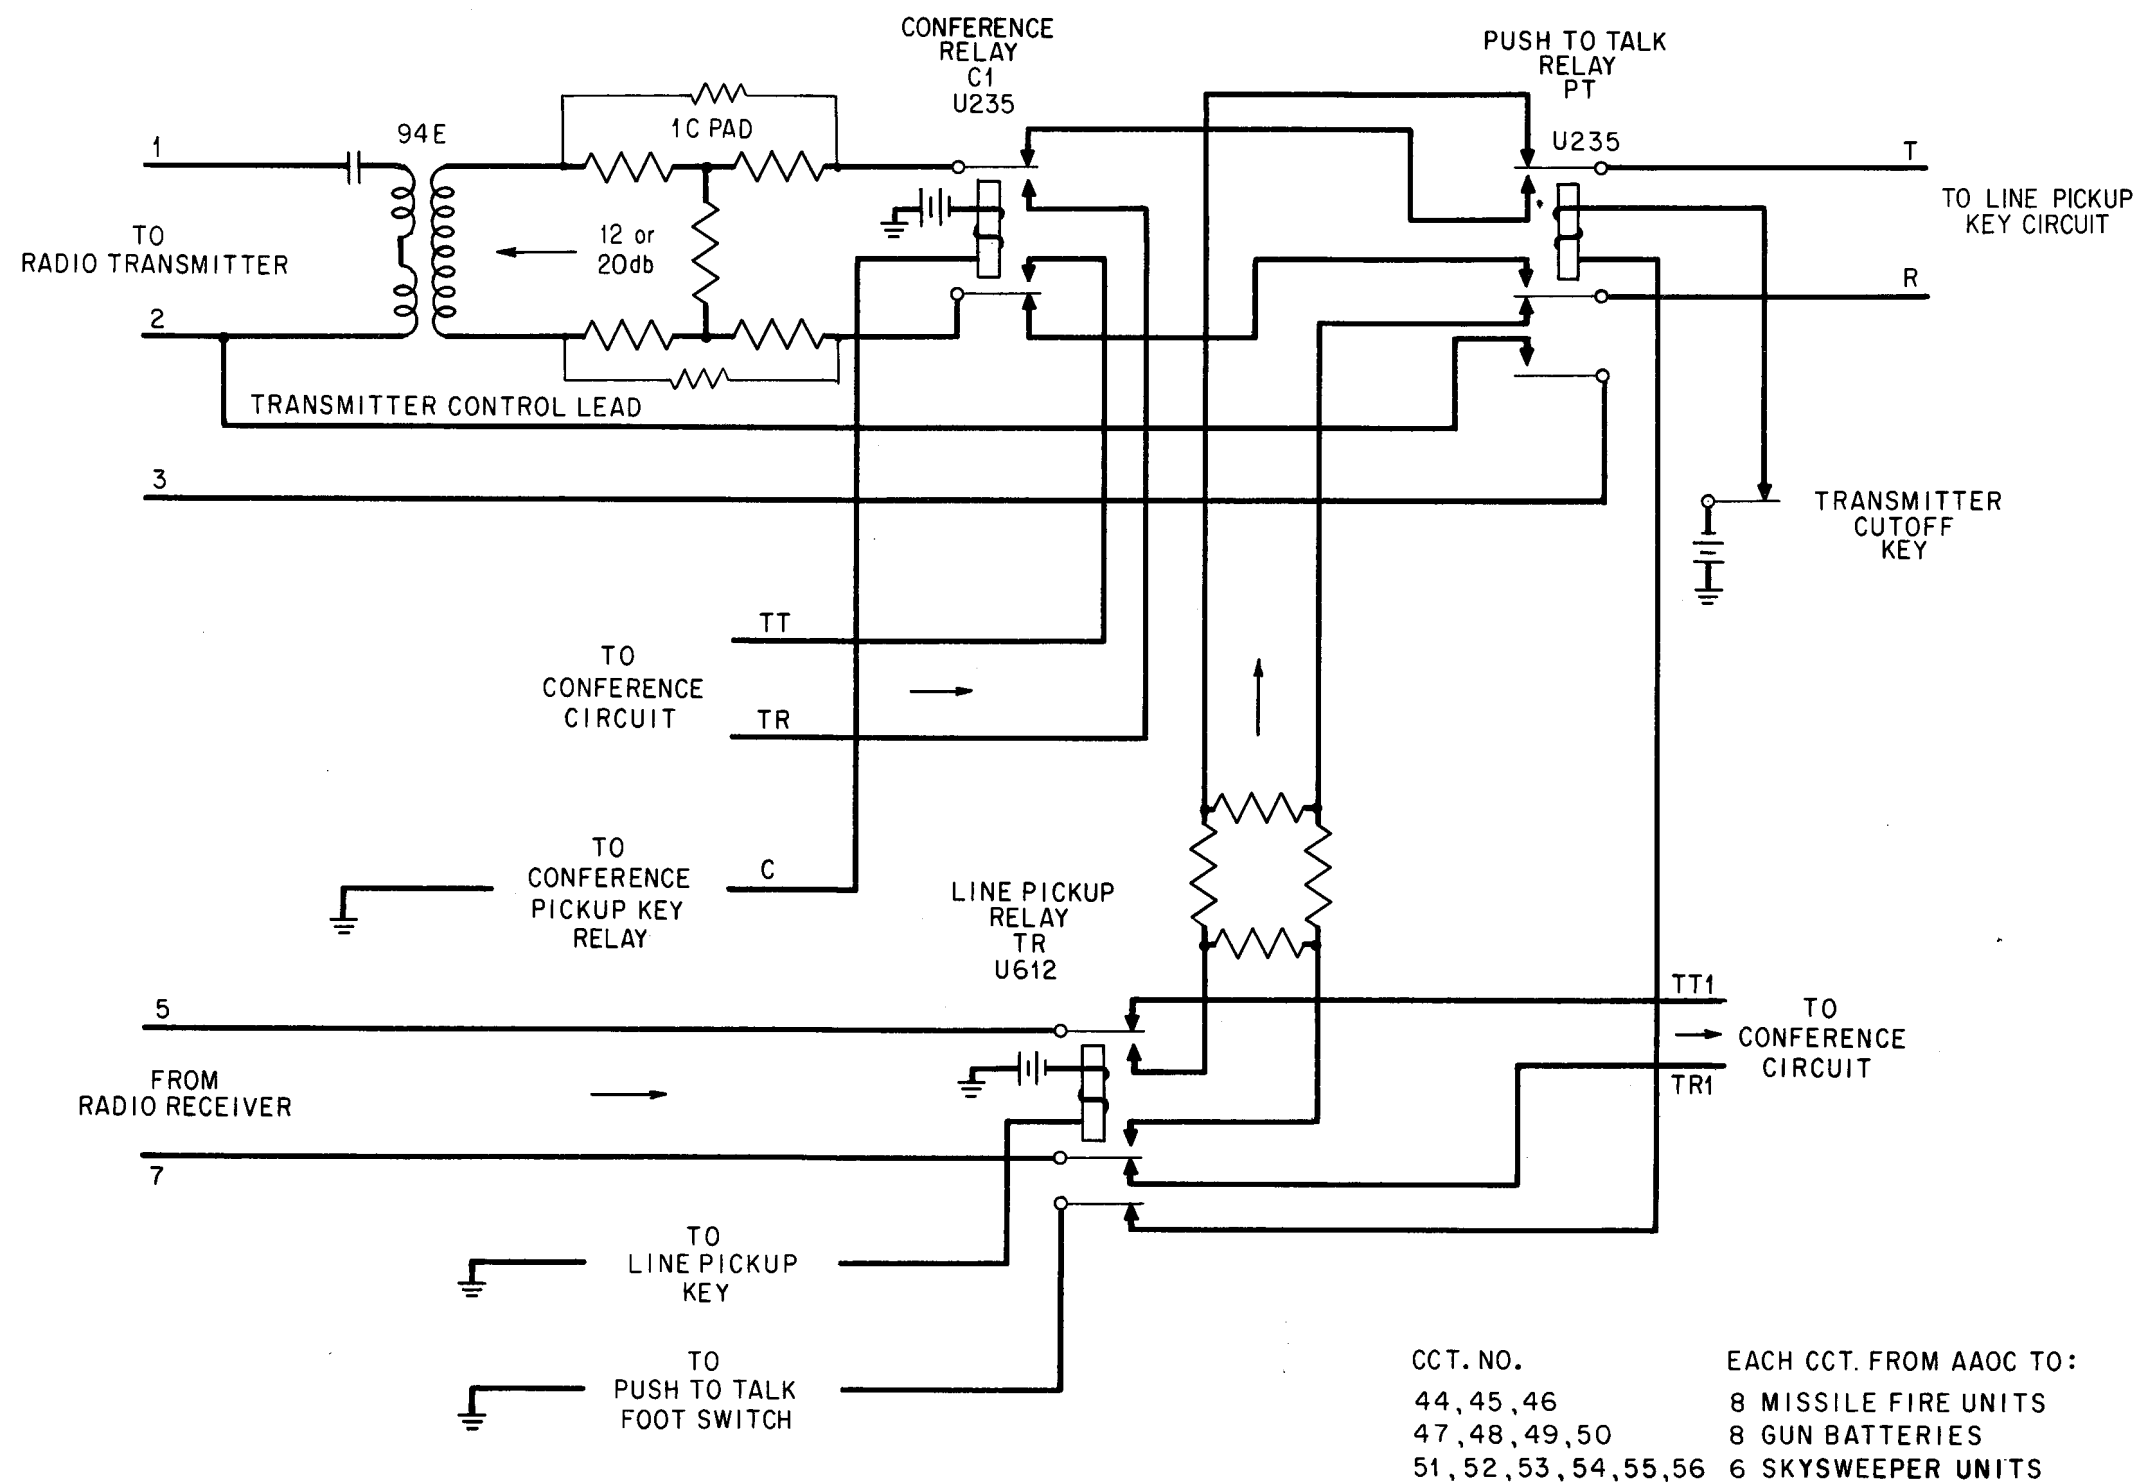 CONFERENCE
RELAY
C1
U235
PUSH TO TALK
RELAY
PT
U235
94E
1C PAD
1
T
TO LINE PICKUP
KEY CIRCUIT
TO
RADIO TRANSMITTER
12 or
20db
R
2
TRANSMITTER CONTROL LEAD
3
TRANSMITTER
CUTOFF
KEY
TT
TO
CONFERENCE
CIRCUIT
TR
TO
CONFERENCE
PICKUP KEY
RELAY
C
LINE PICKUP
RELAY
TR
U612
TT1
TO
CONFERENCE
CIRCUIT
TR1
5
FROM
RADIO RECEIVER
7
TO
LINE PICKUP
KEY
TO
PUSH TO TALK
FOOT SWITCH
CCT. NO. EACH CCT. FROM AAOC TO:
44,45,46 8 MISSILE FIRE UNITS
47,48,49,50 8 GUN BATTERIES
51,52,53,54,55,56 6 SKYSWEEPER UNITS